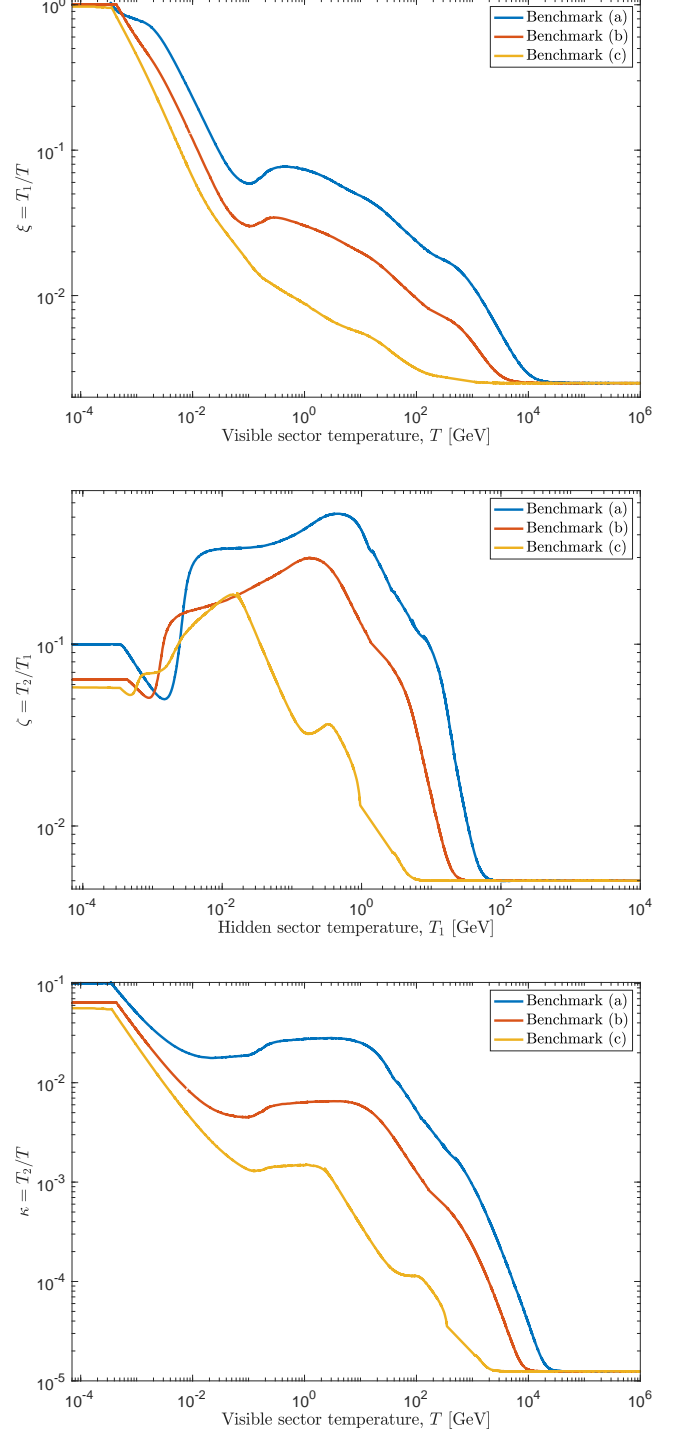 10^0
Benchmark (a)
Benchmark (b)
Benchmark (c)
10^-1
ξ = T_1/T
10^-2
10^-4 10^-2 10^0 10^2 10^4 10^6
Visible sector temperature, T [GeV]
Benchmark (a)
Benchmark (b)
Benchmark (c)
10^-1
ζ = T_2/T_1
10^-2
10^-4 10^-2 10^0 10^2 10^4
Hidden sector temperature, T_1 [GeV]
10^-1
Benchmark (a)
Benchmark (b)
Benchmark (c)
10^-2
κ = T_2/T
10^-3
10^-4
10^-5
10^-4 10^-2 10^0 10^2 10^4 10^6
Visible sector temperature, T [GeV]